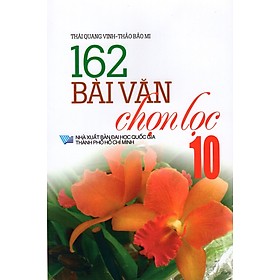 THÁI QUANG VINH-THẢO BẢO MI
162
BÀI VĂN
chọn lọc
10
NHÀ XUẤT BẢN ĐẠI HỌC QUỐC GIA
THÀNH PHỐ HỒ CHÍ MINH